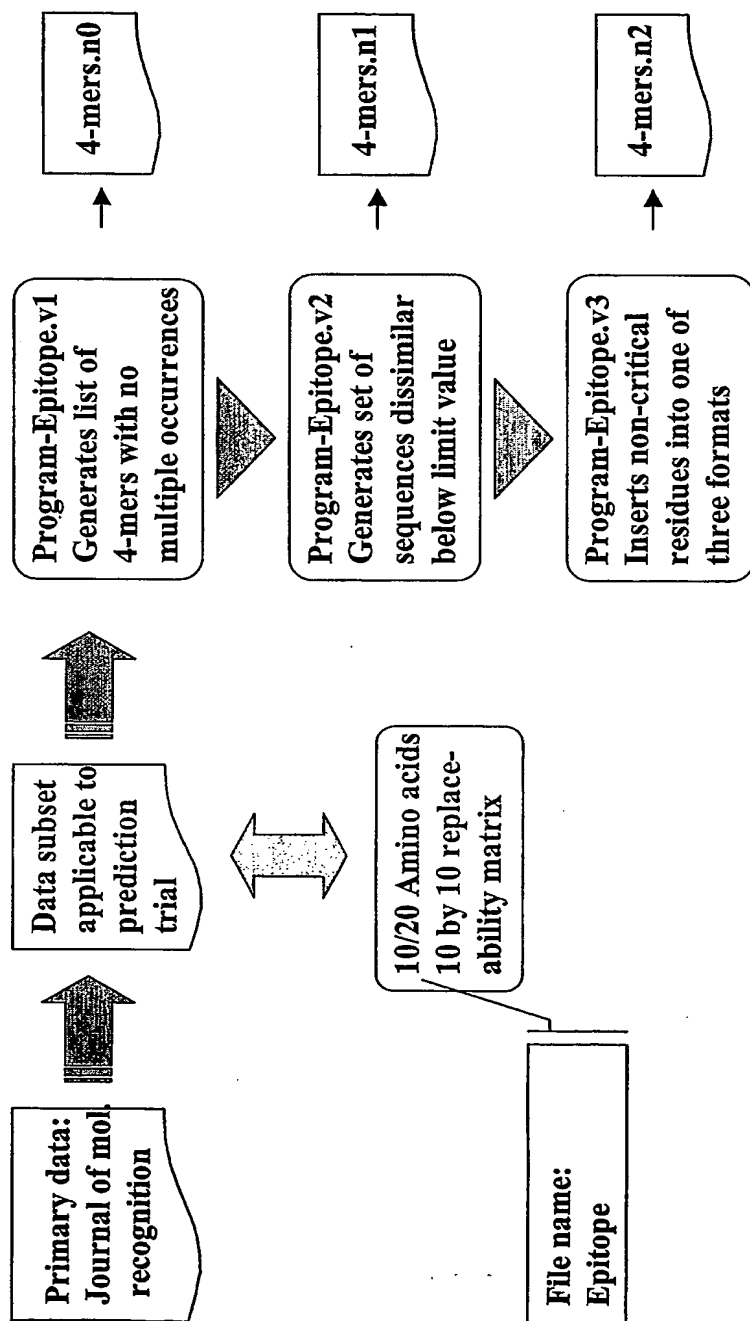 Primary data:
Journal of mol.
recognition
Data subset
applicable to
prediction
trial
Program-Epitope.v1
Generates list of
4-mers with no
multiple occurrences
4-mers.n0
Program-Epitope.v2
Generates set of
sequences dissimilar
below limit value
4-mers.n1
Program-Epitope.v3
Inserts non-critical
residues into one of
three formats
4-mers.n2
10/20 Amino acids
10 by 10 replace-
ability matrix
File name:
Epitope